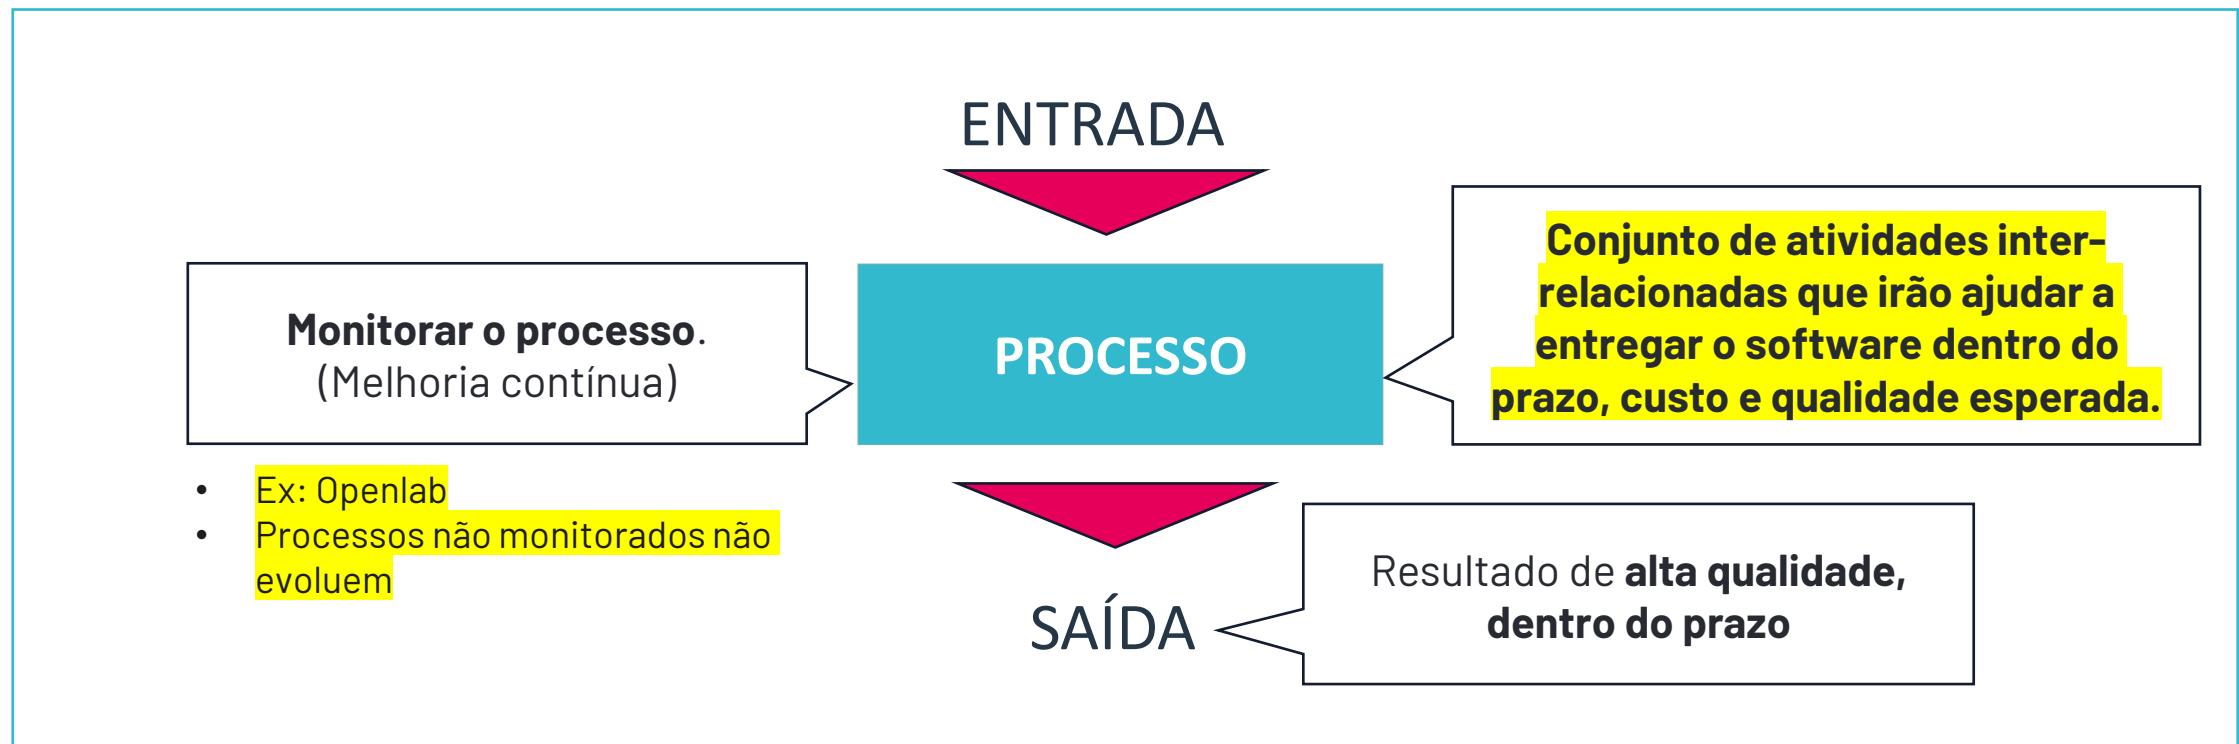 ENTRADA
Conjunto de atividades inter-
relacionadas que irão ajudar a
entregar o software dentro do
prazo, custo e qualidade esperada.
Monitorar o processo.
(Melhoria contínua)
PROCESSO
• Ex: Openlab
• Processos não monitorados não
evoluem
Resultado de alta qualidade,
dentro do prazo
SAÍDA